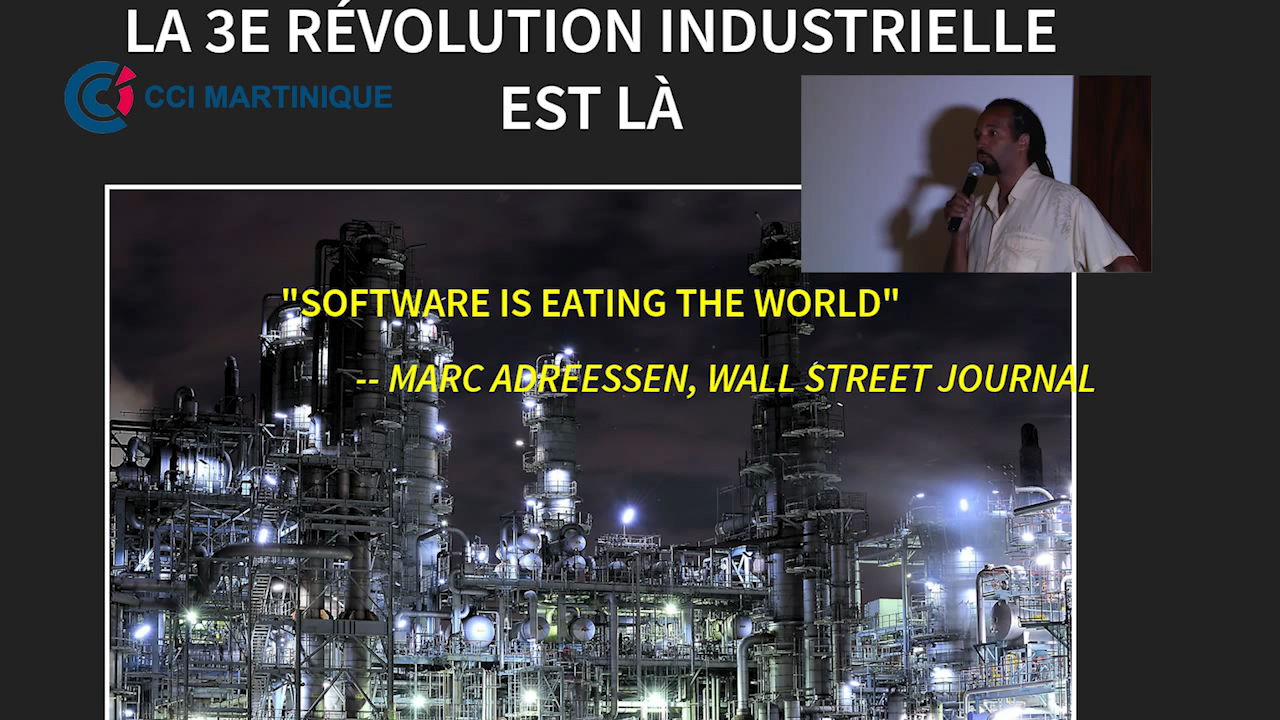 LA 3E RÉVOLUTION INDUSTRIELLE
EST LÀ
CCI MARTINIQUE
"SOFTWARE IS EATING THE WORLD"
-- MARC ADREESSEN, WALL STREET JOURNAL